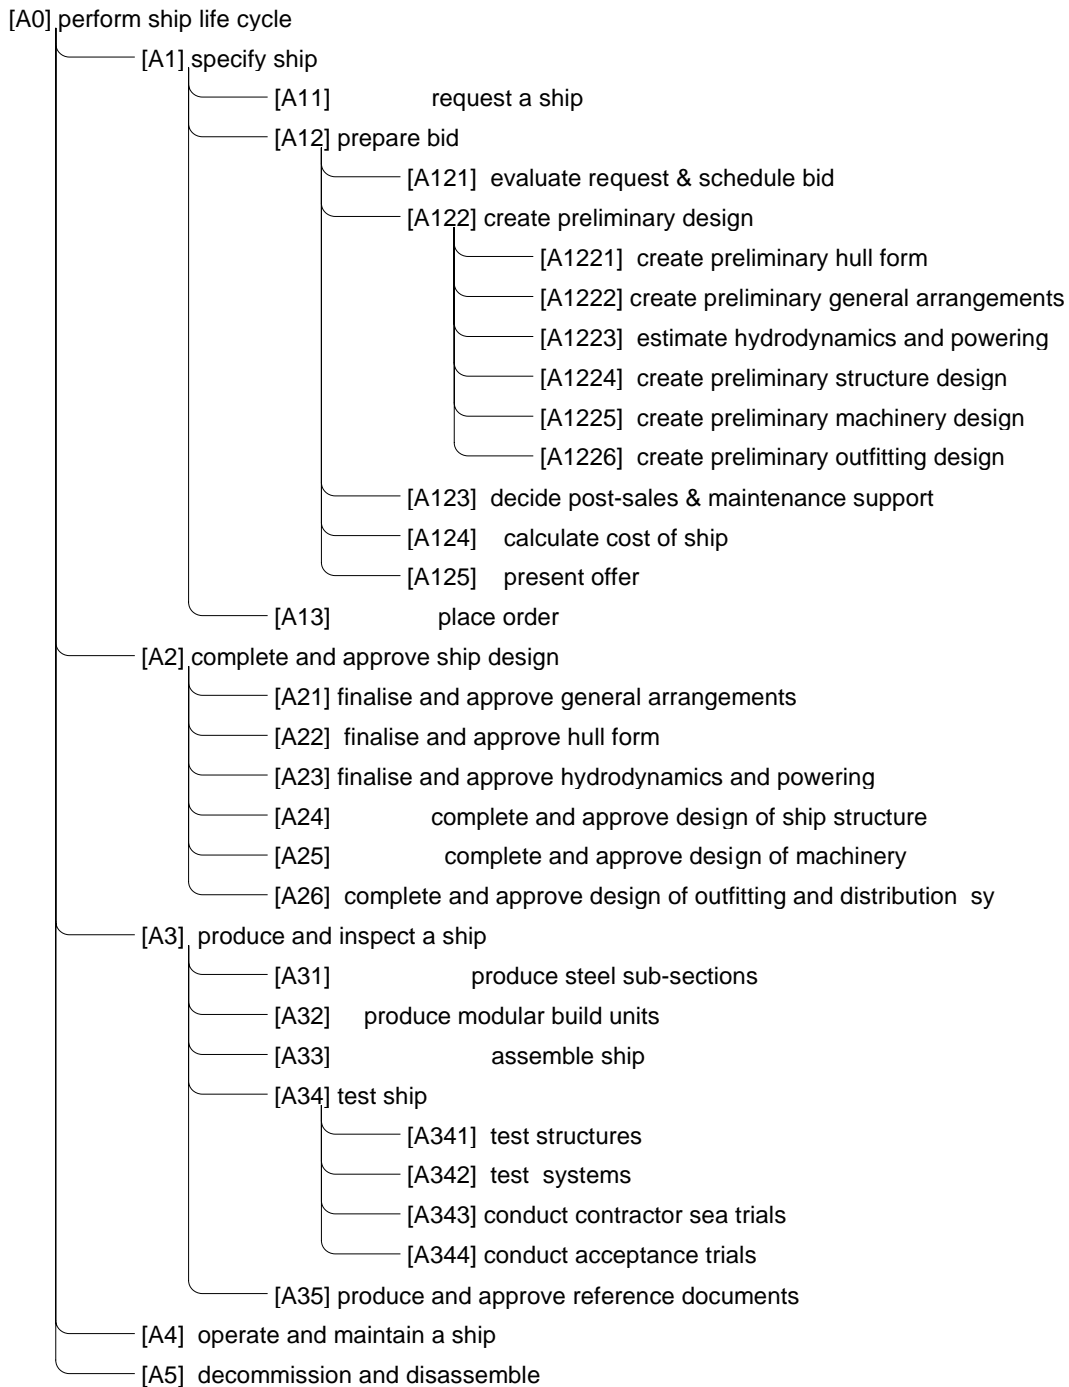 [A0] perform ship life cycle
[A1] specify ship
[A11] request a ship
[A12] prepare bid
[A121] evaluate request & schedule bid
[A122] create preliminary design
[A1221] create preliminary hull form
[A1222] create preliminary general arrangements
[A1223] estimate hydrodynamics and powering
[A1224] create preliminary structure design
[A1225] create preliminary machinery design
[A1226] create preliminary outfitting design
[A123] decide post-sales & maintenance support
[A124] calculate cost of ship
[A125] present offer
[A13] place order
[A2] complete and approve ship design
[A21] finalise and approve general arrangements
[A22] finalise and approve hull form
[A23] finalise and approve hydrodynamics and powering
[A24] complete and approve design of ship structure
[A25] complete and approve design of machinery
[A26] complete and approve design of outfitting and distribution sy
[A3] produce and inspect a ship
[A31] produce steel sub-sections
[A32] produce modular build units
[A33] assemble ship
[A34] test ship
[A341] test structures
[A342] test systems
[A343] conduct contractor sea trials
[A344] conduct acceptance trials
[A35] produce and approve reference documents
[A4] operate and maintain a ship
[A5] decommission and disassemble